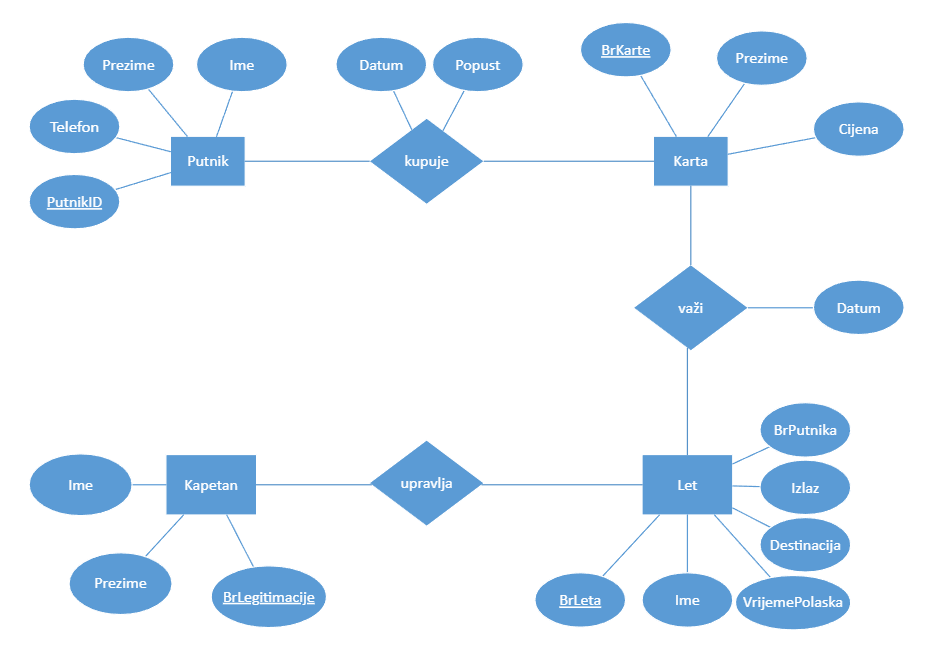 BrKarte
Prezime
Prezime
Ime
Datum
Popust
Telefon
Cijena
Putnik
kupuje
Karta
PutnikID
važi
Datum
BrPutnika
Ime
Kapetan
upravlja
Let
Izlaz
Destinacija
Prezime
BrLegitimacije
BrLeta
Ime
VrijemePolaska